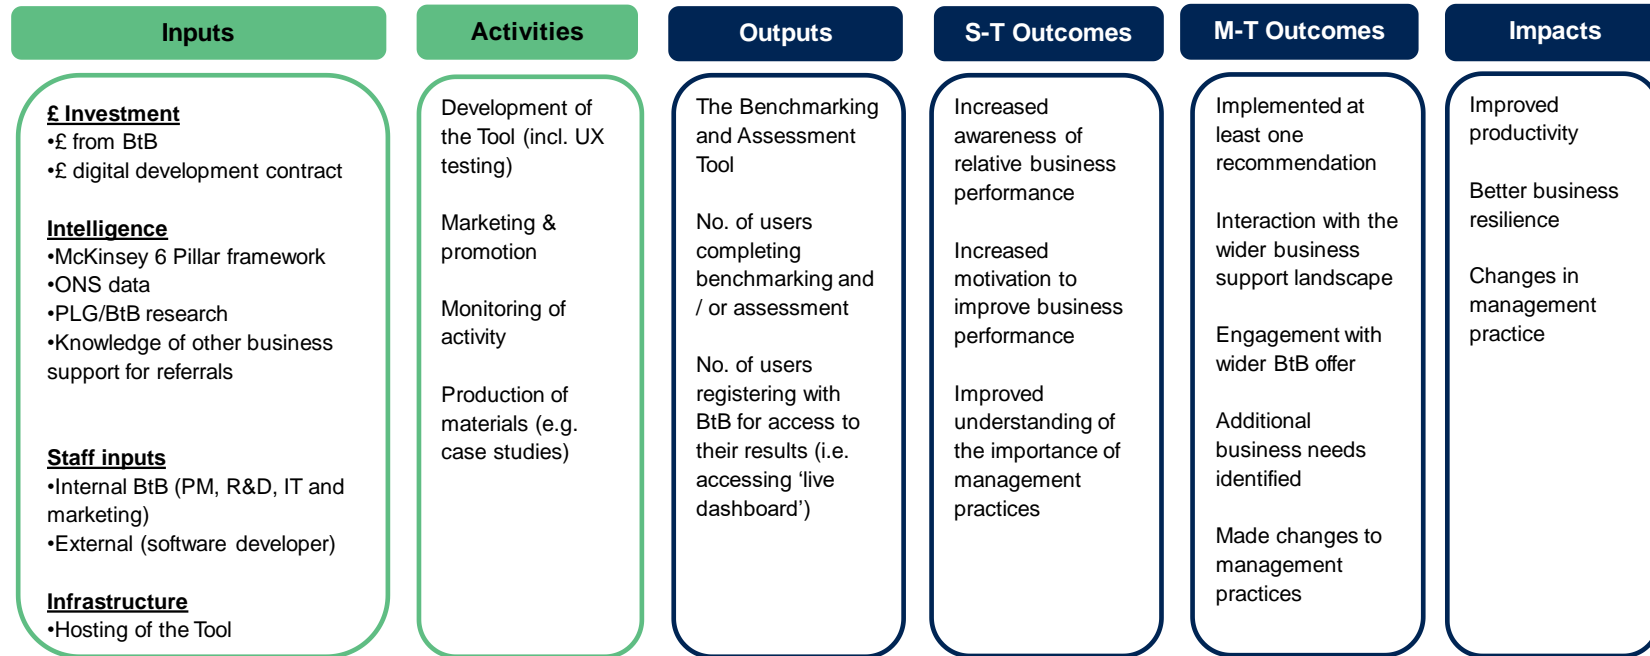 Inputs
£ Investment
•£ from BtB
•£ digital development contract
Intelligence
•McKinsey 6 Pillar framework
•ONS data
•PLG/BtB research
•Knowledge of other business
support for referrals
Staff inputs
•Internal BtB (PM, R&D, IT and
marketing)
•External (software developer)
Infrastructure
•Hosting of the Tool
Activities
Development of
the Tool (incl. UX
testing)
Marketing &
promotion
Monitoring of
activity
Production of
materials (e.g.
case studies)
Outputs
The Benchmarking
and Assessment
Tool
No. of users
completing
benchmarking and
/ or assessment
No. of users
registering with
BtB for access to
their results (i.e.
accessing ‘live
dashboard’)
S-T Outcomes
Increased
awareness of
relative business
performance
Increased
motivation to
improve business
performance
Improved
understanding of
the importance of
management
practices
M-T Outcomes
Implemented at
least one
recommendation
Interaction with the
wider business
support landscape
Engagement with
wider BtB offer
Additional
business needs
identified
Made changes to
management
practices
Impacts
Improved
productivity
Better business
resilience
Changes in
management
practice